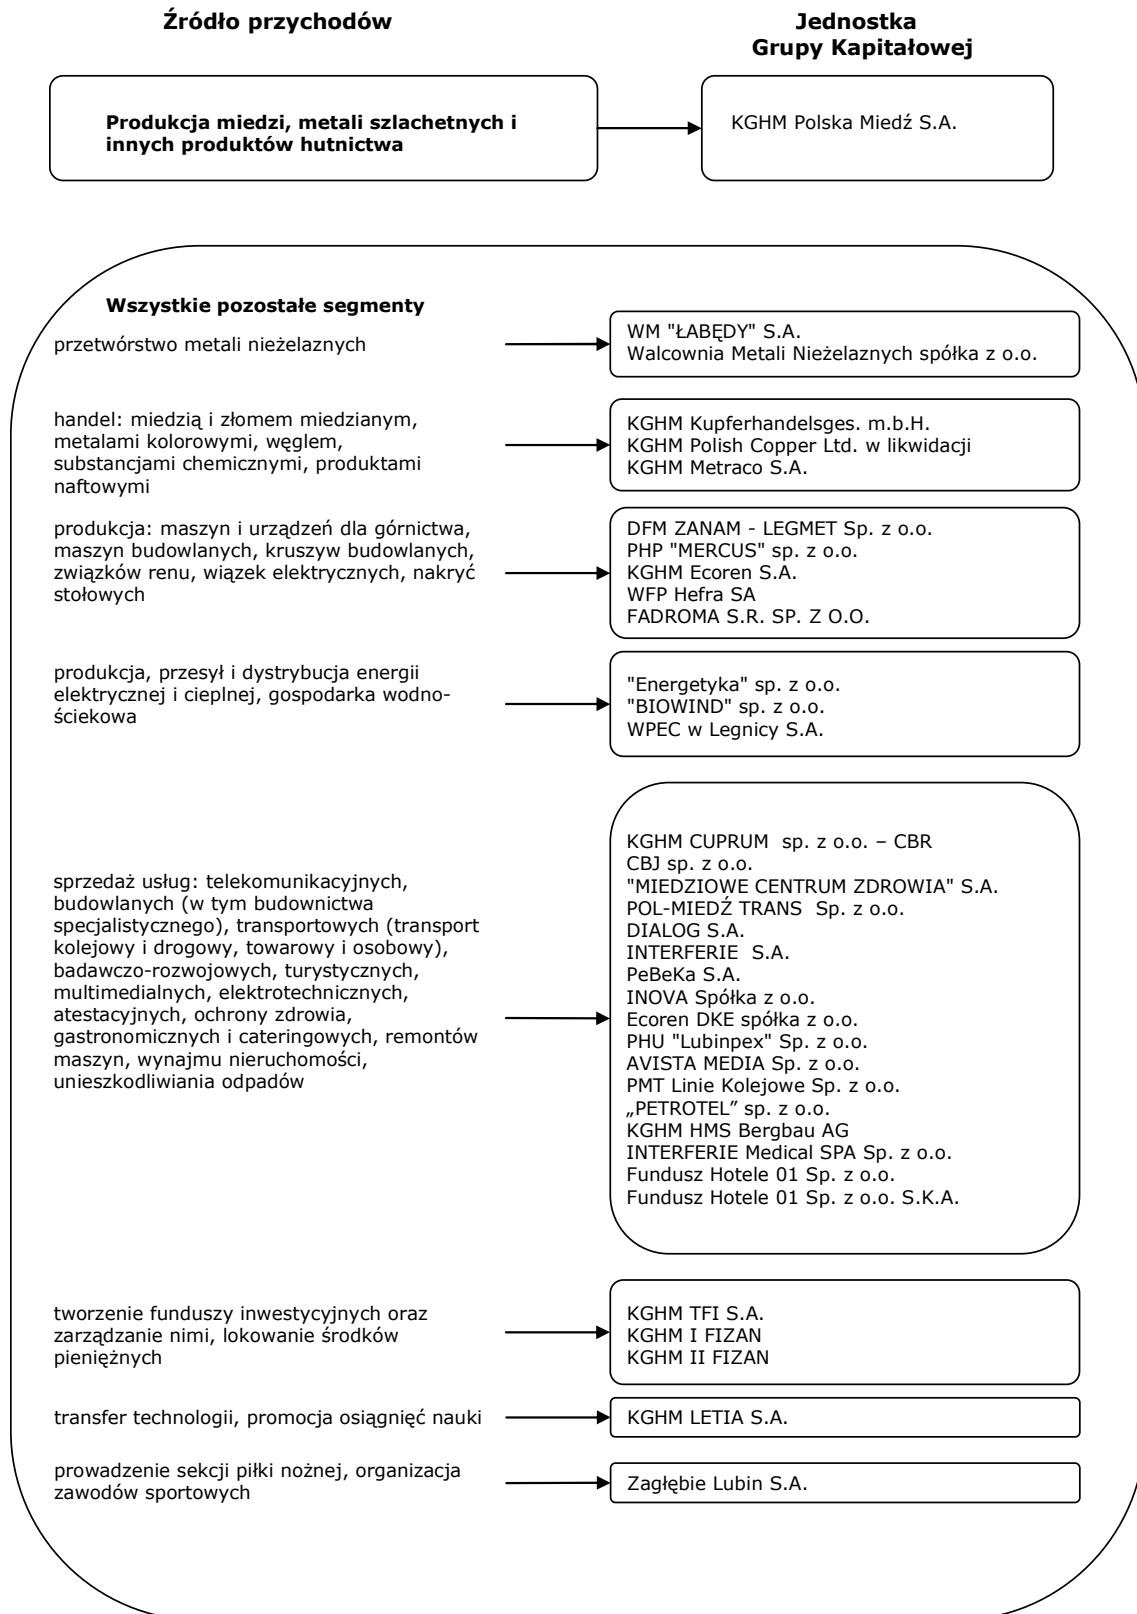 Źródło przychodów
Jednostka
Grupy Kapitałowej
Produkcja miedzi, metali szlachetnych i
innych produktów hutnictwa
KGHM Polska Miedź S.A.
Wszystkie pozostałe segmenty
przetwórstwo metali nieżelaznych
WM "ŁABĘDY" S.A.
Walcownia Metali Nieżelaznych spółka z o.o.
handel: miedzią i złomem miedzianym,
metalami kolorowymi, węglem,
substancjami chemicznymi, produktami
naftowymi
KGHM Kupferhandelsges. m.b.H.
KGHM Polish Copper Ltd. w likwidacji
KGHM Metraco S.A.
produkcja: maszyn i urządzeń dla górnictwa,
maszyn budowlanych, kruszyw budowlanych,
związków renu, wiązek elektrycznych, nakryć
stołowych
DFM ZANAM - LEGMET Sp. z o.o.
PHP "MERCUS" sp. z o.o.
KGHM Ecoren S.A.
WFP Hefra SA
FADROMA S.R. SP. Z O.O.
produkcja, przesył i dystrybucja energii
elektrycznej i cieplnej, gospodarka wodno-
ściekowa
"Energetyka" sp. z o.o.
"BIOWIND" sp. z o.o.
WPEC w Legnicy S.A.
sprzedaż usług: telekomunikacyjnych,
budowlanych (w tym budownictwa
specjalistycznego), transportowych (transport
kolejowy i drogowy, towarowy i osobowy),
badawczo-rozwojowych, turystycznych,
multimedialnych, elektrotechnicznych,
atestacyjnych, ochrony zdrowia,
gastronomicznych i cateringowych, remontów
maszyn, wynajmu nieruchomości,
unieszkodliwiania odpadów
KGHM CUPRUM sp. z o.o. – CBR
CBJ sp. z o.o.
"MIEDZIOWE CENTRUM ZDROWIA" S.A.
POL-MIEDŹ TRANS Sp. z o.o.
DIALOG S.A.
INTERFERIE S.A.
PeBeKa S.A.
INOVA Spółka z o.o.
Ecoren DKE spółka z o.o.
PHU "Lubinpex" Sp. z o.o.
AVISTA MEDIA Sp. z o.o.
PMT Linie Kolejowe Sp. z o.o.
„PETROTEL” sp. z o.o.
KGHM HMS Bergbau AG
INTERFERIE Medical SPA Sp. z o.o.
Fundusz Hotele 01 Sp. z o.o.
Fundusz Hotele 01 Sp. z o.o. S.K.A.
tworzenie funduszy inwestycyjnych oraz
zarządzanie nimi, lokowanie środków
pieniężnych
KGHM TFI S.A.
KGHM I FIZAN
KGHM II FIZAN
transfer technologii, promocja osiągnięć nauki
KGHM LETIA S.A.
prowadzenie sekcji piłki nożnej, organizacja
zawodów sportowych
Zagłębie Lubin S.A.